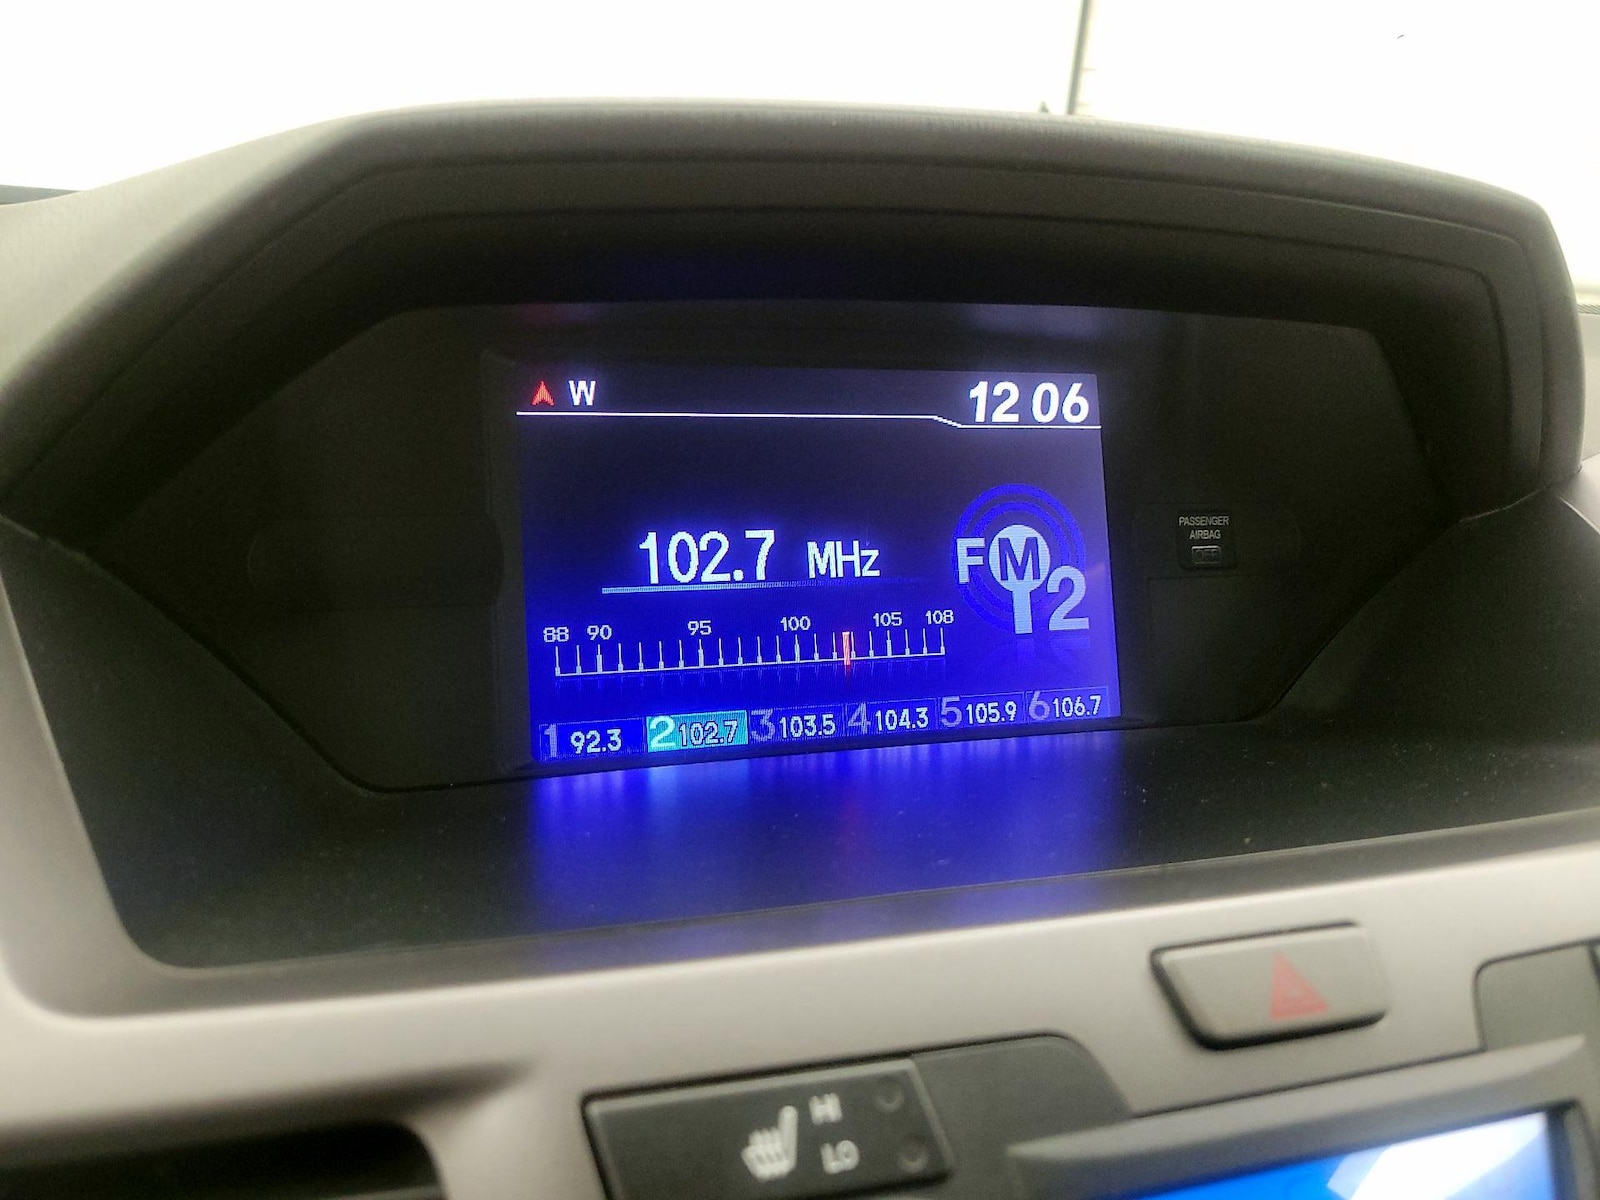 W 12 06
102.7 MHz
FM2
88 90 95 100 105 108
1 92.3 2 102.7 3 103.5 4 104.3 5 105.9 6 106.7
PASSENGER
AIRBAG
OFF
HI
LO